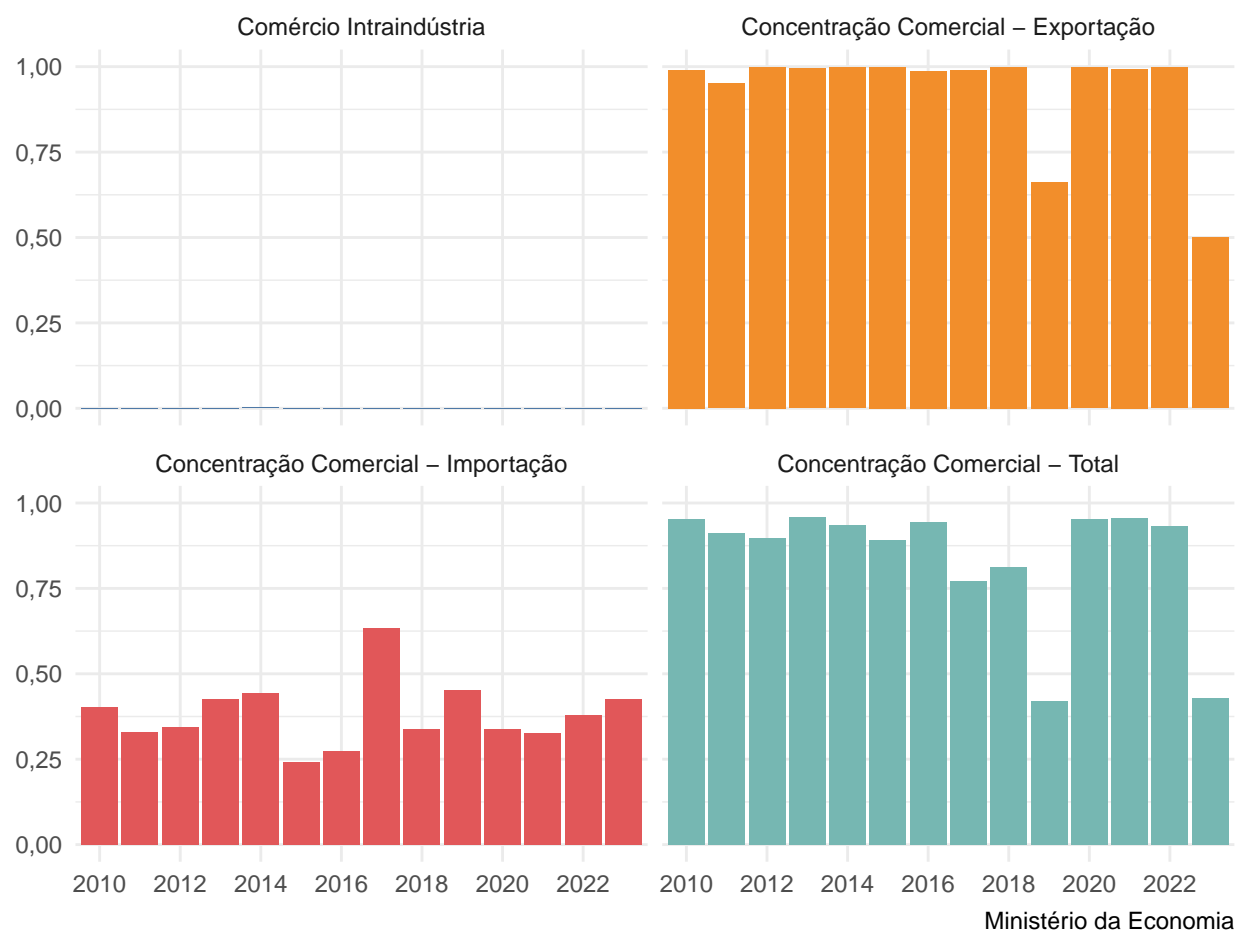 Comércio Intraindústria
Concentração Comercial – Exportação
1,00
0,75
0,50
0,25
0,00
Concentração Comercial – Importação
Concentração Comercial – Total
1,00
0,75
0,50
0,25
0,00
2010 2012 2014 2016 2018 2020 2022
2010 2012 2014 2016 2018 2020 2022
Ministério da Economia